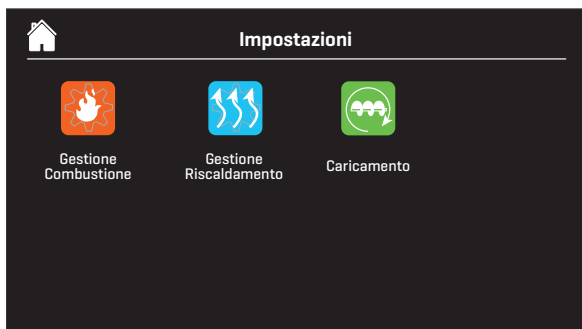 Impostazioni
Gestione
Combustione
Gestione
Riscaldamento
Caricamento